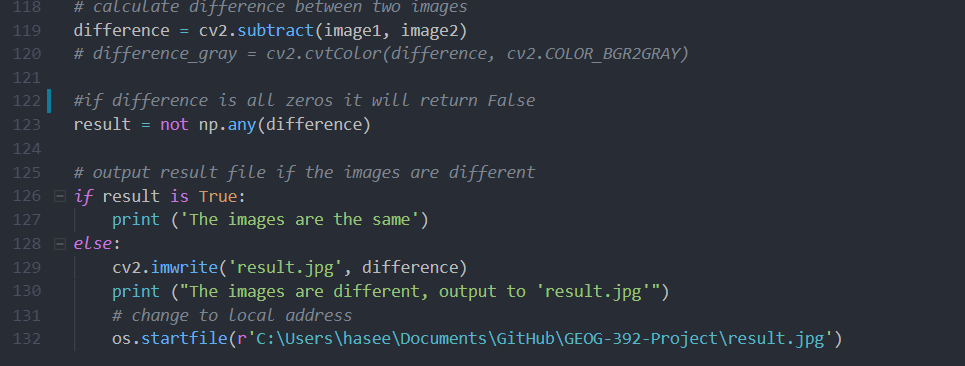 118 # calculate difference between two images
119 difference = cv2.subtract(image1, image2)
120 # difference_gray = cv2.cvtColor(difference, cv2.COLOR_BGR2GRAY)
121
122 #if difference is all zeros it will return False
123 result = not np.any(difference)
124
125 # output result file if the images are different
126 if result is True:
127     print ('The images are the same')
128 else:
129     cv2.imwrite('result.jpg', difference)
130     print ("The images are different, output to 'result.jpg'")
131     # change to local address
132     os.startfile(r'C:\Users\hasee\Documents\GitHub\GEOG-392-Project\result.jpg')